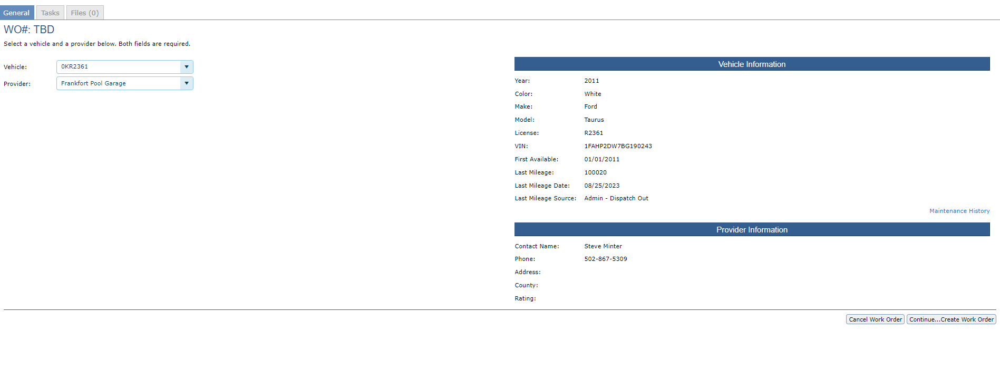 General Tasks Files (0)
WO#: TBD
Select a vehicle and a provider below. Both fields are required.
Vehicle: 0KR2361
Provider: Frankfort Pool Garage
Vehicle Information
Year: 2011
Color: White
Make: Ford
Model: Taurus
License: R2361
VIN: 1FAHP2DW7BG190243
First Available: 01/01/2011
Last Mileage: 100020
Last Mileage Date: 08/25/2023
Last Mileage Source: Admin - Dispatch Out
Maintenance History
Provider Information
Contact Name: Steve Minter
Phone: 502-867-5309
Address:
County:
Rating:
Cancel Work Order Continue...Create Work Order